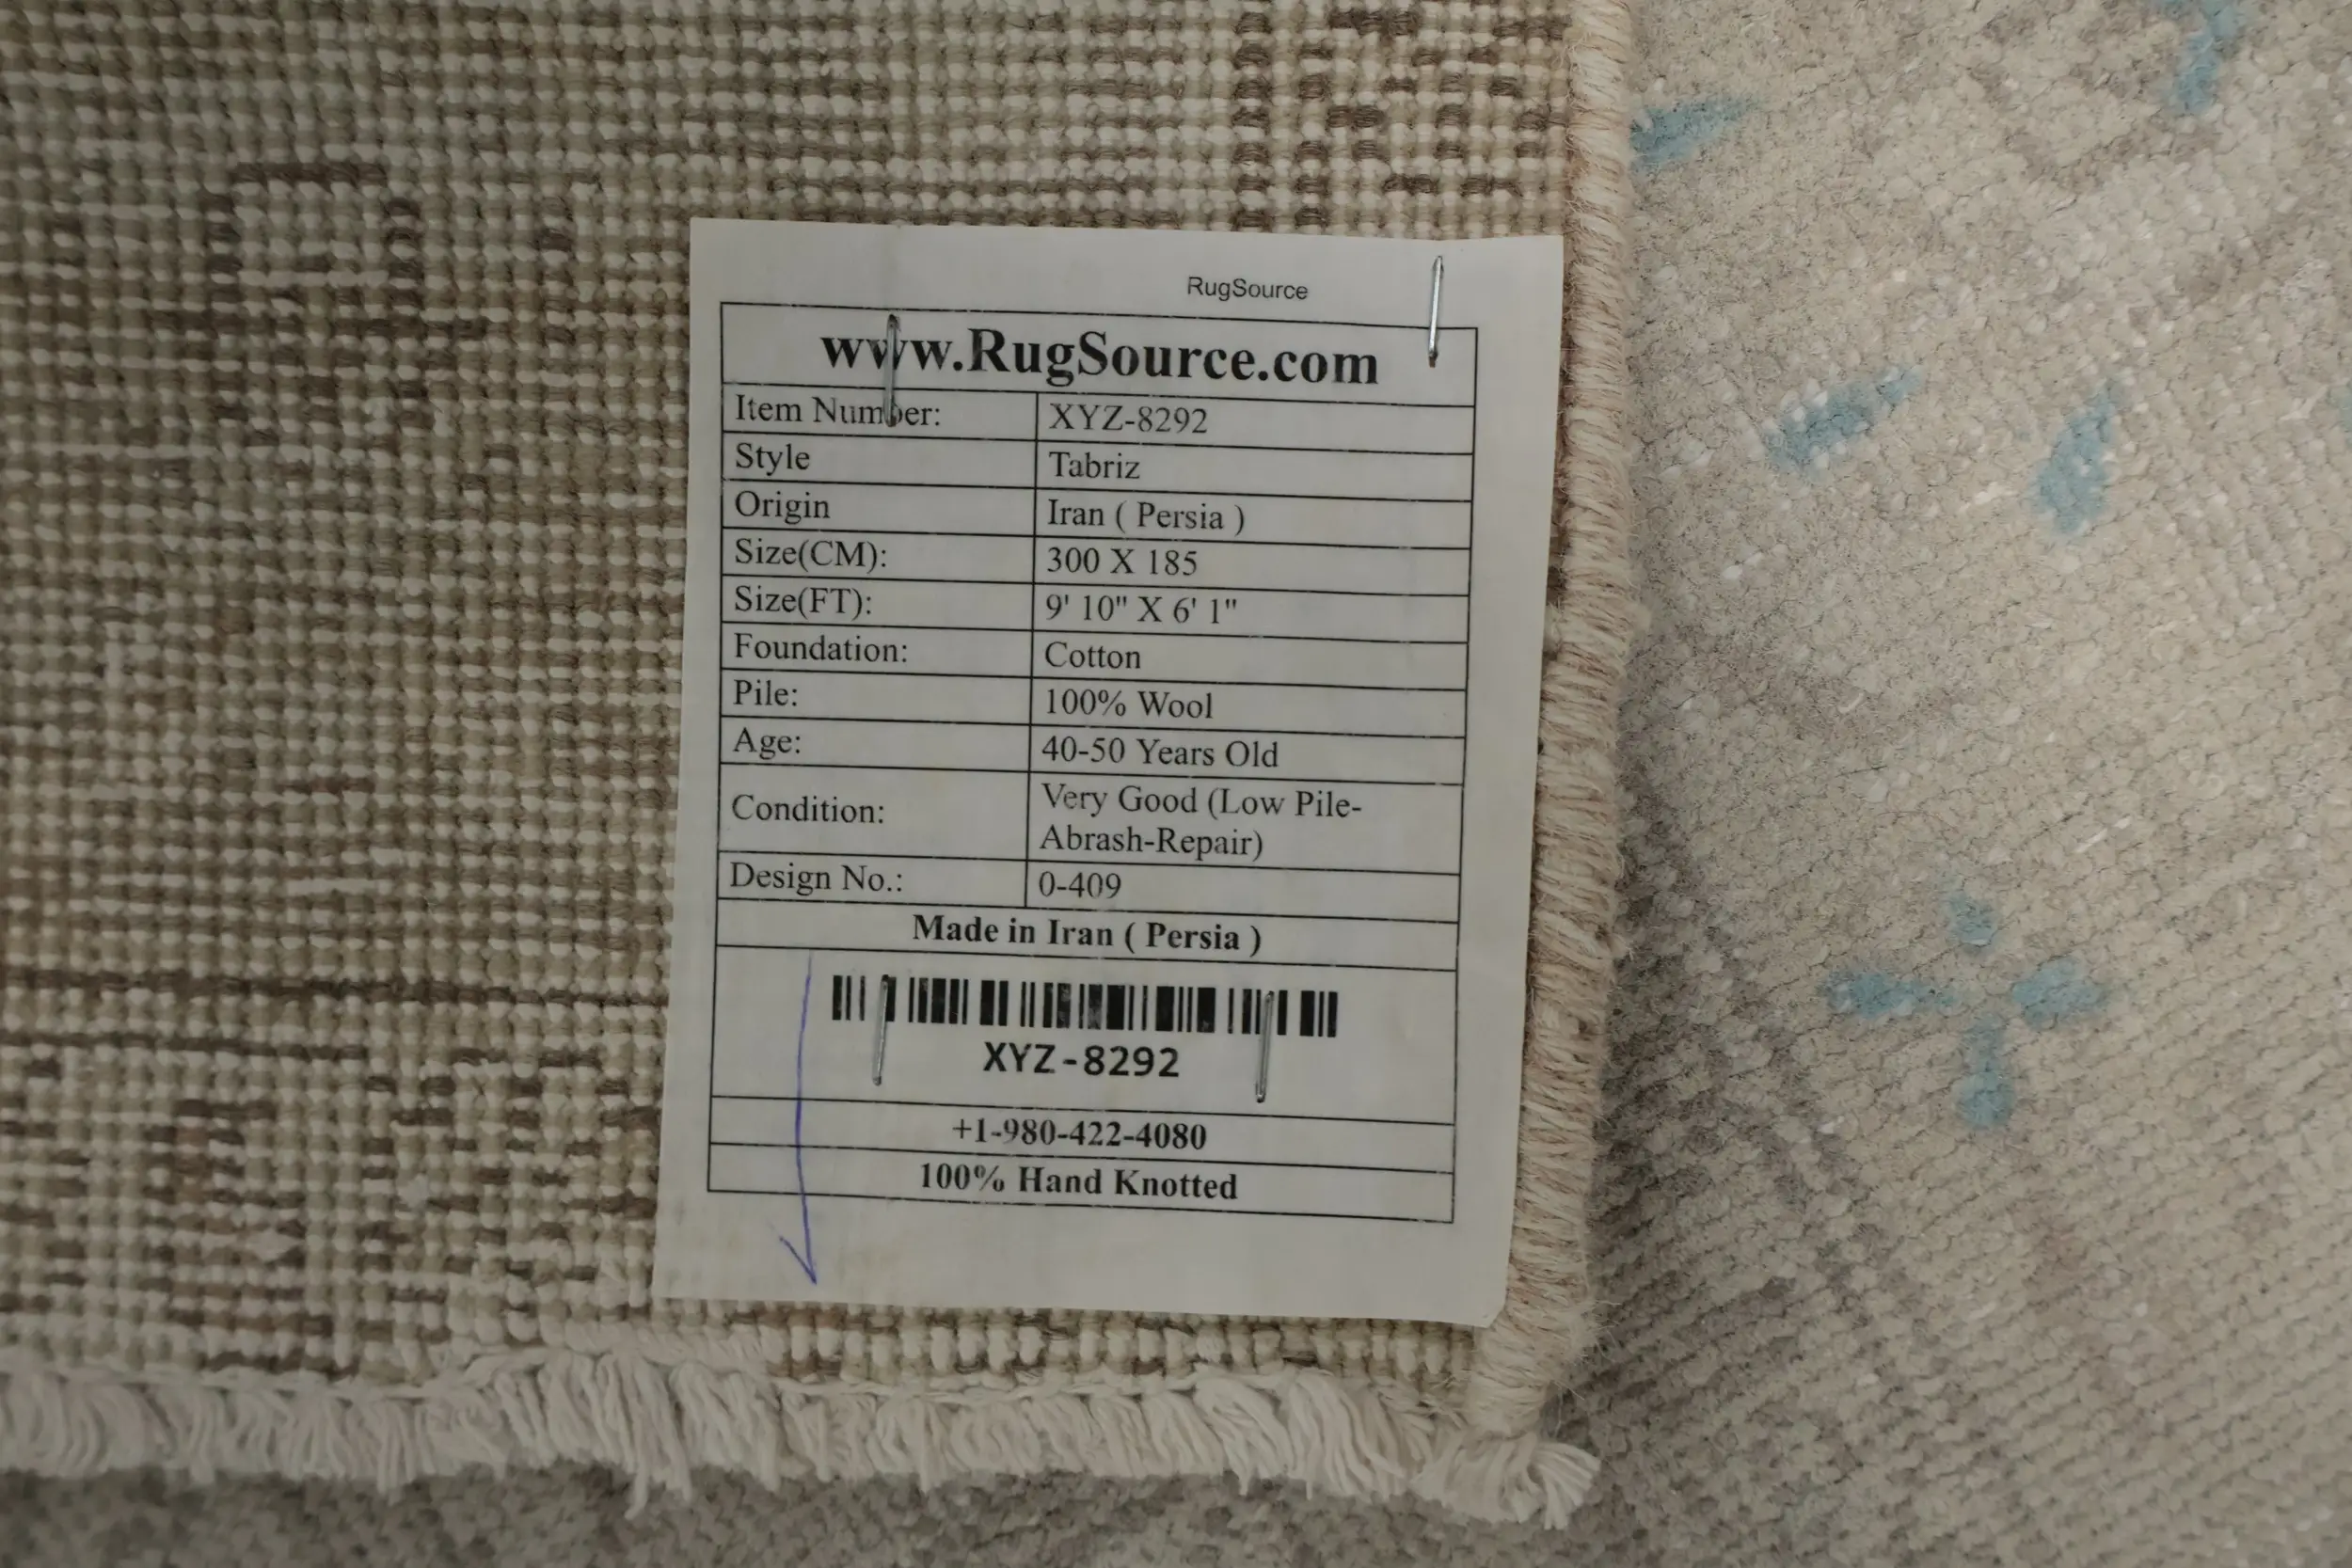 RugSource
www.RugSource.com
Item Number: XYZ-8292
Style Tabriz
Origin Iran ( Persia )
Size(CM): 300 X 185
Size(FT): 9' 10" X 6' 1"
Foundation: Cotton
Pile: 100% Wool
Age: 40-50 Years Old
Condition: Very Good (Low Pile-
Abrash-Repair)
Design No.: 0-409
Made in Iran ( Persia )
XYZ-8292
+1-980-422-4080
100% Hand Knotted